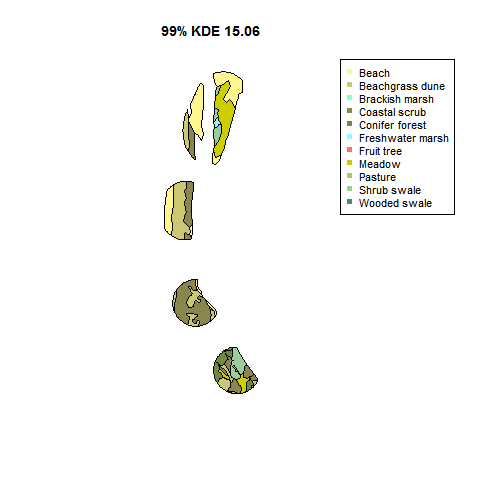 99% KDE 15.06
Beach
Beachgrass dune
Brackish marsh
Coastal scrub
Conifer forest
Freshwater marsh
Fruit tree
Meadow
Pasture
Shrub swale
Wooded swale